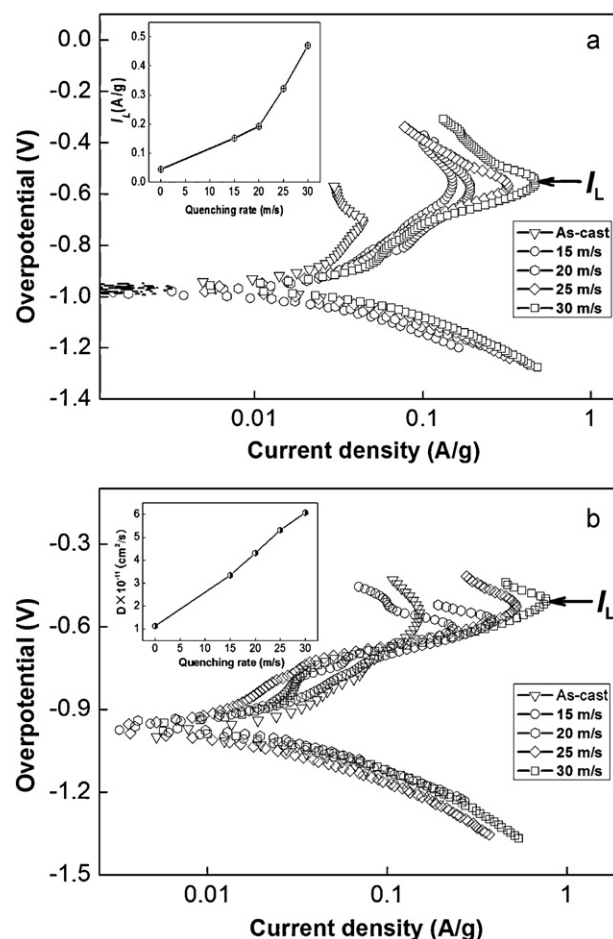 a
0.0
-0.2
-0.4
-0.6
-0.8
-1.0
-1.2
-1.4
Overpotential (V)
0.5
0.4
0.3
0.2
0.1
0.0
I_L(A/g)
0 5 10 15 20 25 30
Quenching rate (m/s)
I_L
As-cast
15 m/s
20 m/s
25 m/s
30 m/s
0.01 0.1 1
Current density (A/g)
b
-0.3
-0.6
-0.9
-1.2
-1.5
Overpotential (V)
6
5
4
3
2
1
D×10⁻¹¹ (cm²/s)
0 5 10 15 20 25 30
Quenching rate (m/s)
I_L
As-cast
15 m/s
20 m/s
25 m/s
30 m/s
0.01 0.1 1
Current density (A/g)